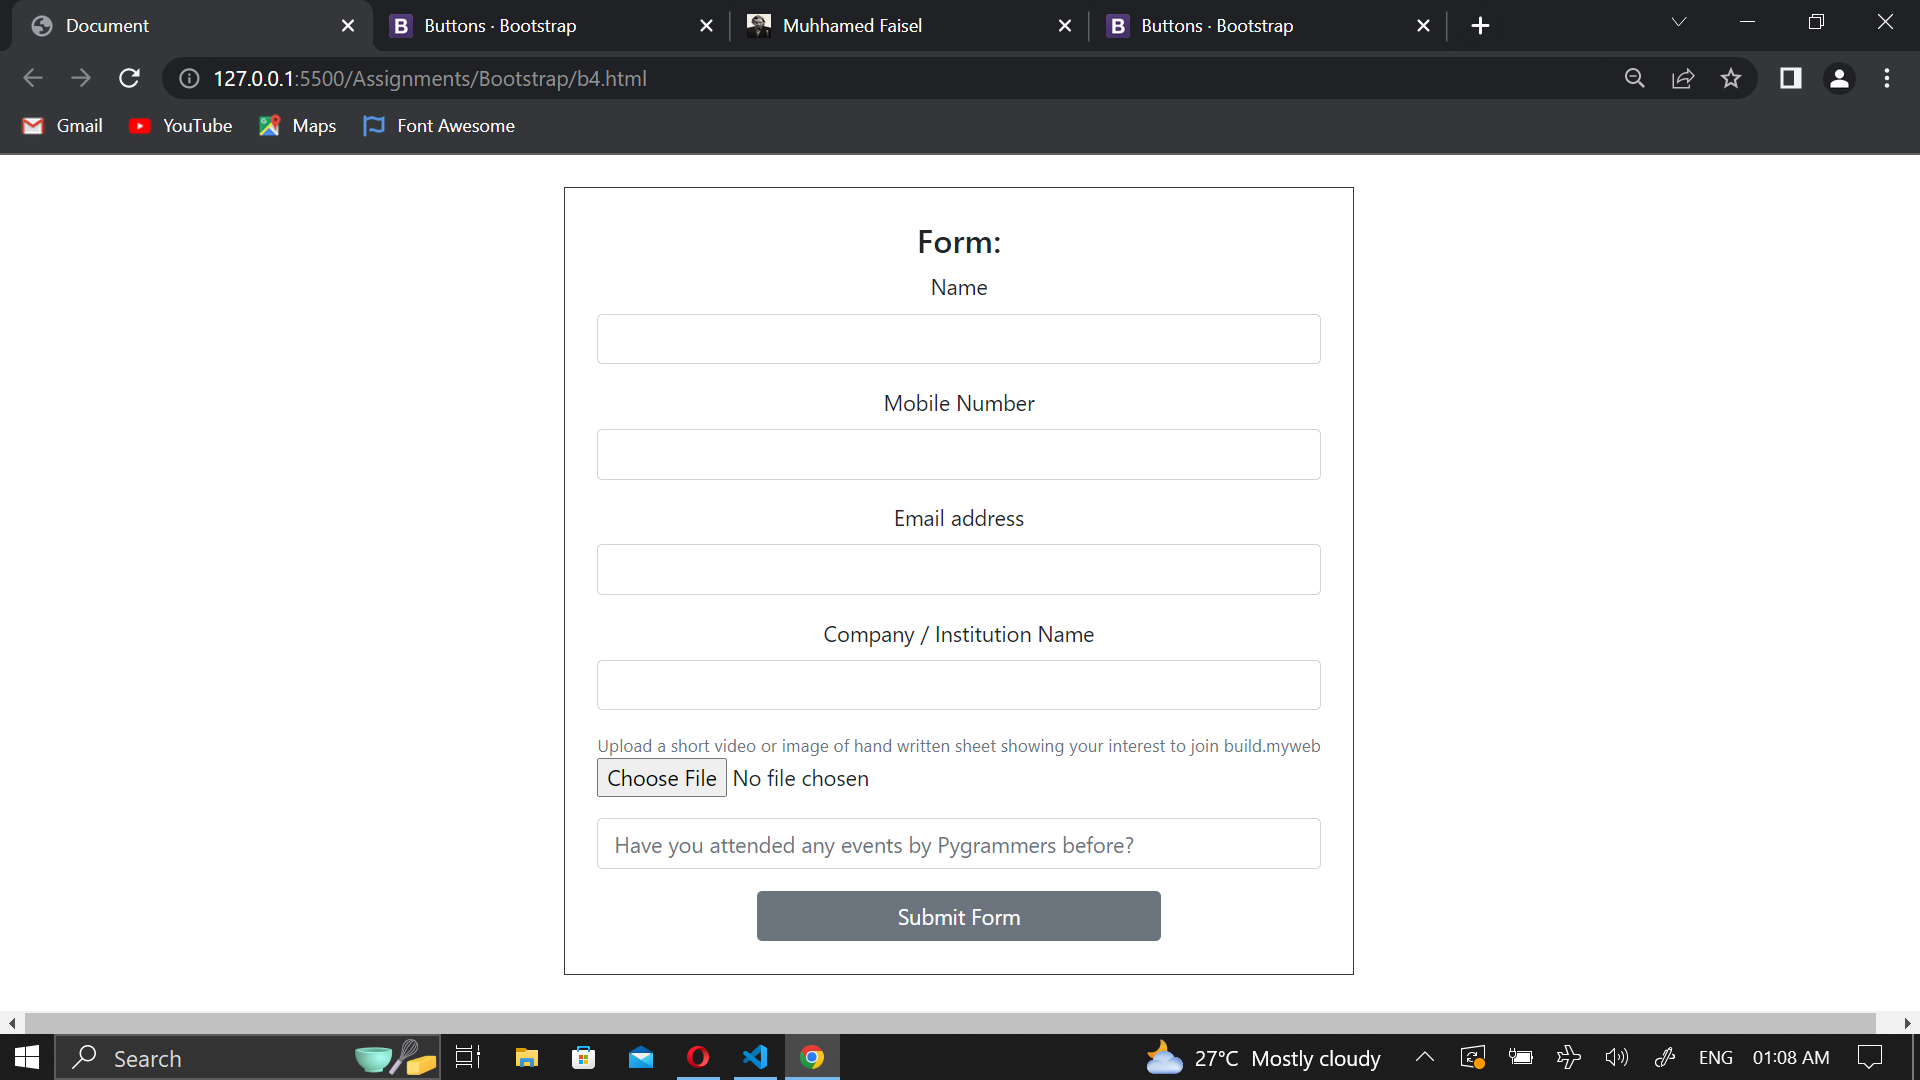 Document
Buttons · Bootstrap
Muhhamed Faisel
Buttons · Bootstrap
127.0.0.1:5500/Assignments/Bootstrap/b4.html
Gmail
YouTube
Maps
Font Awesome
Form:
Name
Mobile Number
Email address
Company / Institution Name
Upload a short video or image of hand written sheet showing your interest to join build.myweb
Choose File No file chosen
Have you attended any events by Pygrammers before?
Submit Form
Search
27°C Mostly cloudy
ENG
01:08 AM